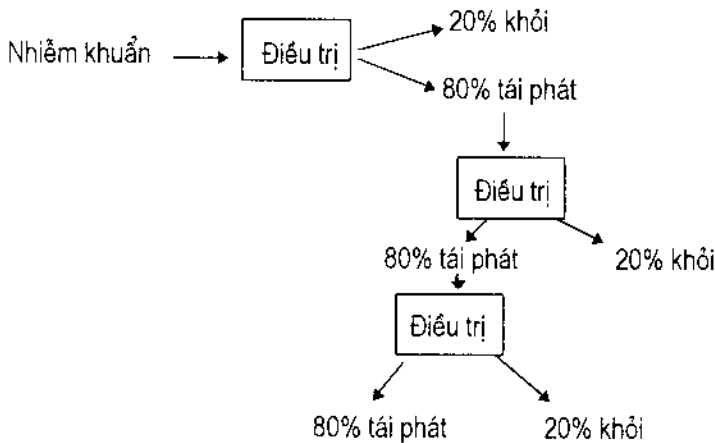 20% khỏi
Nhiễm khuẩn
Điều trị
80% tái phát
Điều trị
80% tái phát
20% khỏi
Điều trị
80% tái phát
20% khỏi